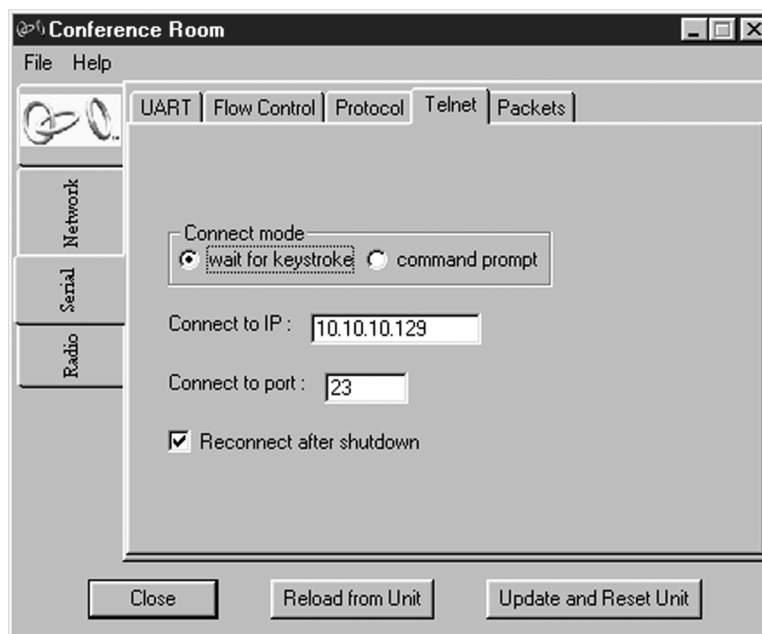 Conference Room
File Help
UART Flow Control Protocol Telnet Packets
Network
Serial
Radio
Connect mode
wait for keystroke command prompt
Connect to IP : 10.10.10.129
Connect to port : 23
Reconnect after shutdown
Close Reload from Unit Update and Reset Unit